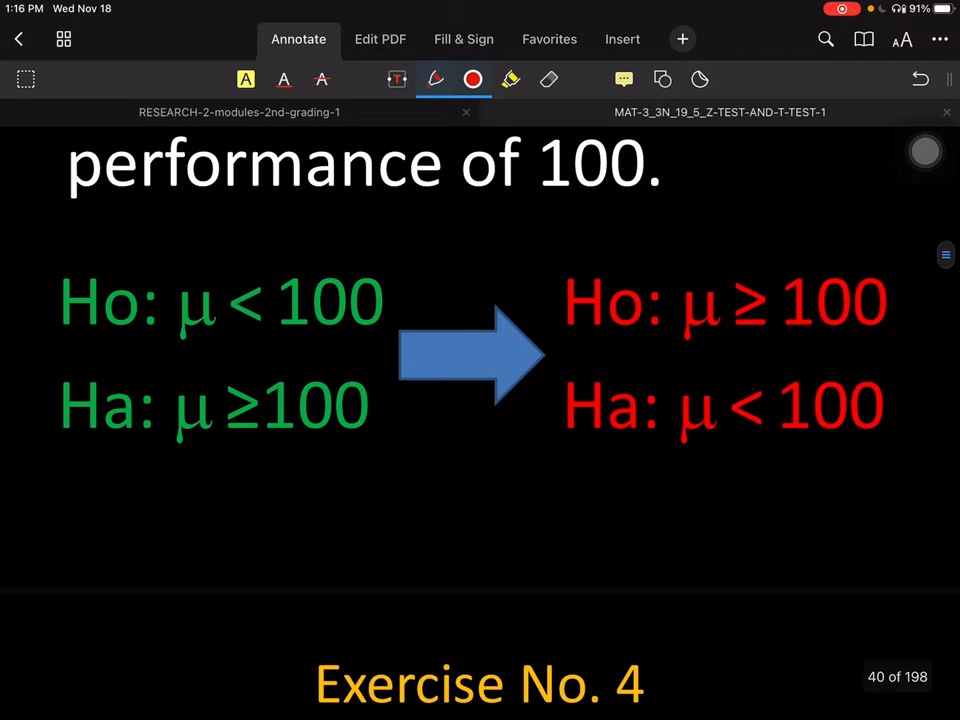 1:16 PM Wed Nov 18 91%
Annotate Edit PDF Fill & Sign Favorites Insert
AA
A A A T
RESEARCH-2-modules-2nd-grading-1 MAT-3_3N_19_5_Z-TEST-AND-T-TEST-1
performance of 100.
Ho: μ < 100 Ho: μ ≥ 100
Ha: μ ≥100 Ha: μ < 100
Exercise No. 4
40 of 198